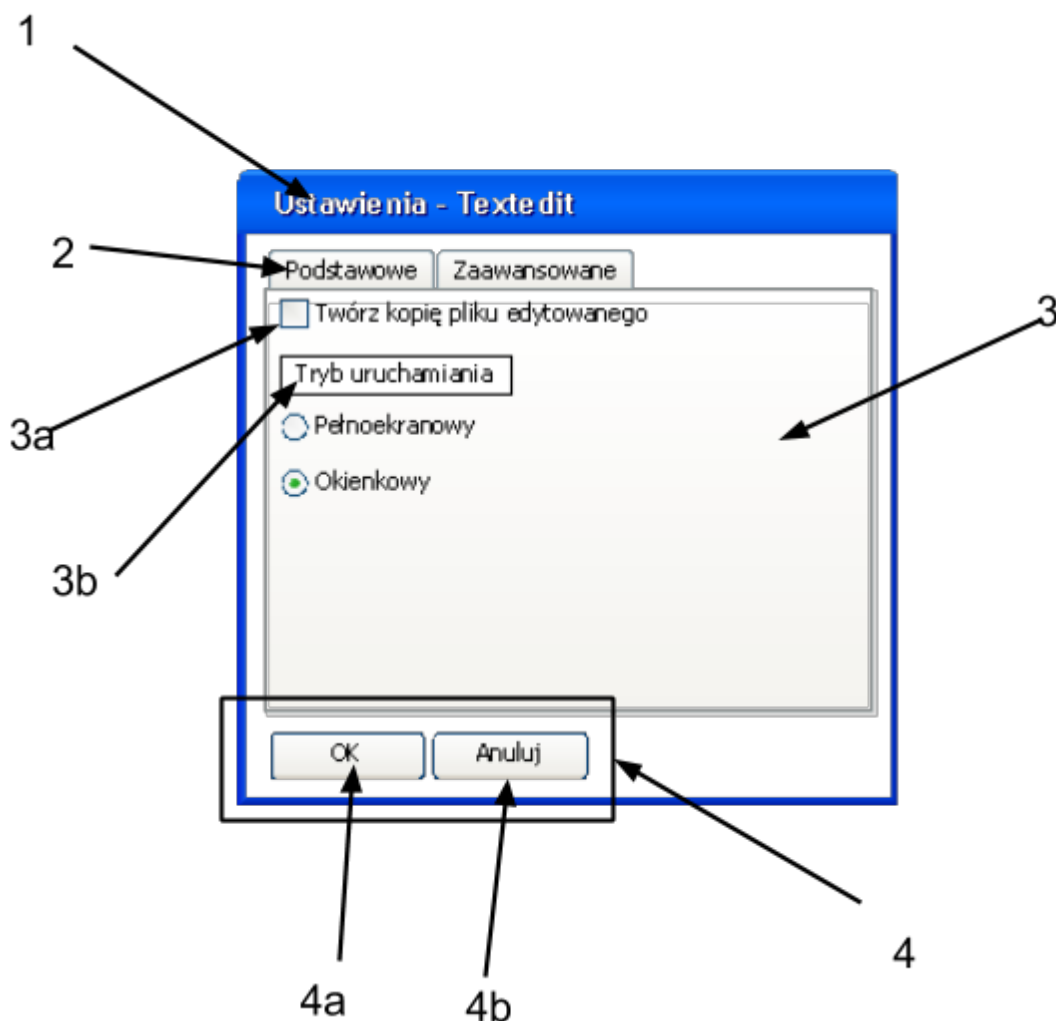 1
Ustawienia - Textedit
2
Podstawowe Zaawansowane
Twórz kopię pliku edytowanego
3
Tryb uruchamiania
3a
Pełnoekranowy
Okienkowy
3b
OK Anuluj
4
4a
4b